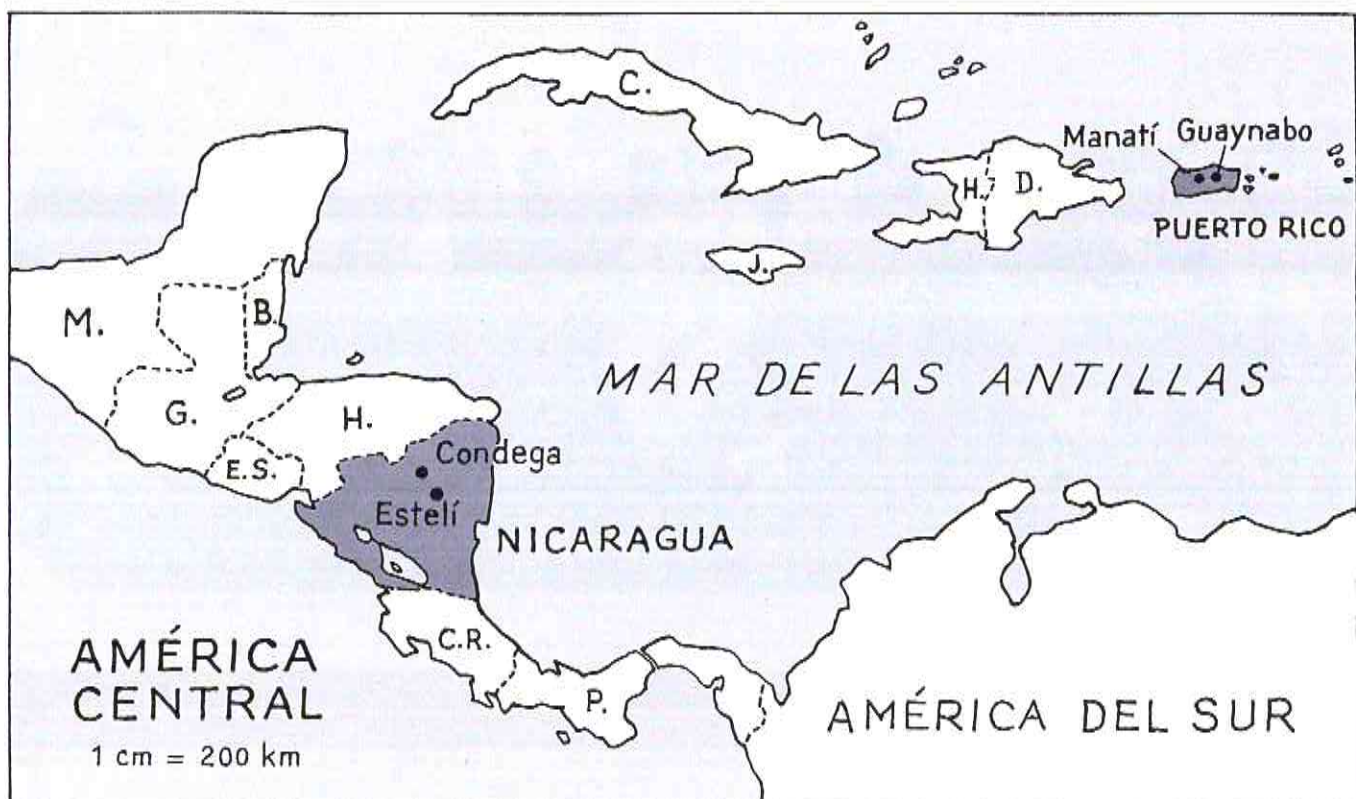 C.
Manatí Guaynabo
H. D.
PUERTO RICO
J.
M. B.
MAR DE LAS ANTILLAS
G. H.
E.S. Condega
Estelí
NICARAGUA
C.R.
P.
AMÉRICA
CENTRAL
1 cm = 200 km
AMÉRICA DEL SUR